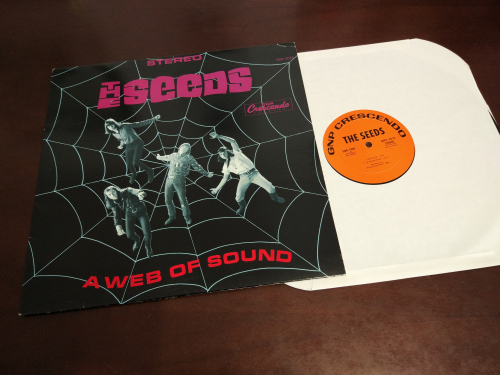 STEREO
THE SEEDS
Crescendo
A WEB OF SOUND
GNP CRESCENDO
THE SEEDS